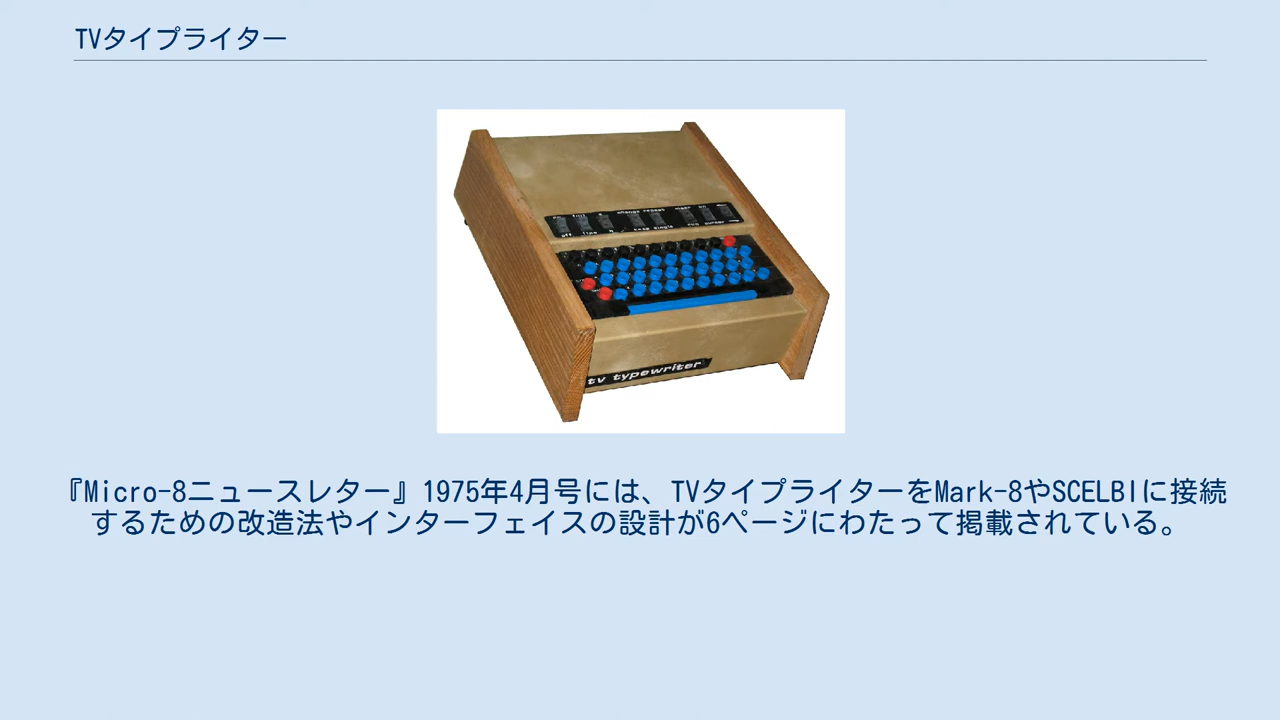 TVタイプライター
change repeat
tv typewriter
『Micro-8ニュースレター』1975年4月号には、TVタイプライターをMark-8やSCELBIに接続
するための改造法やインターフェイスの設計が6ページにわたって掲載されている。